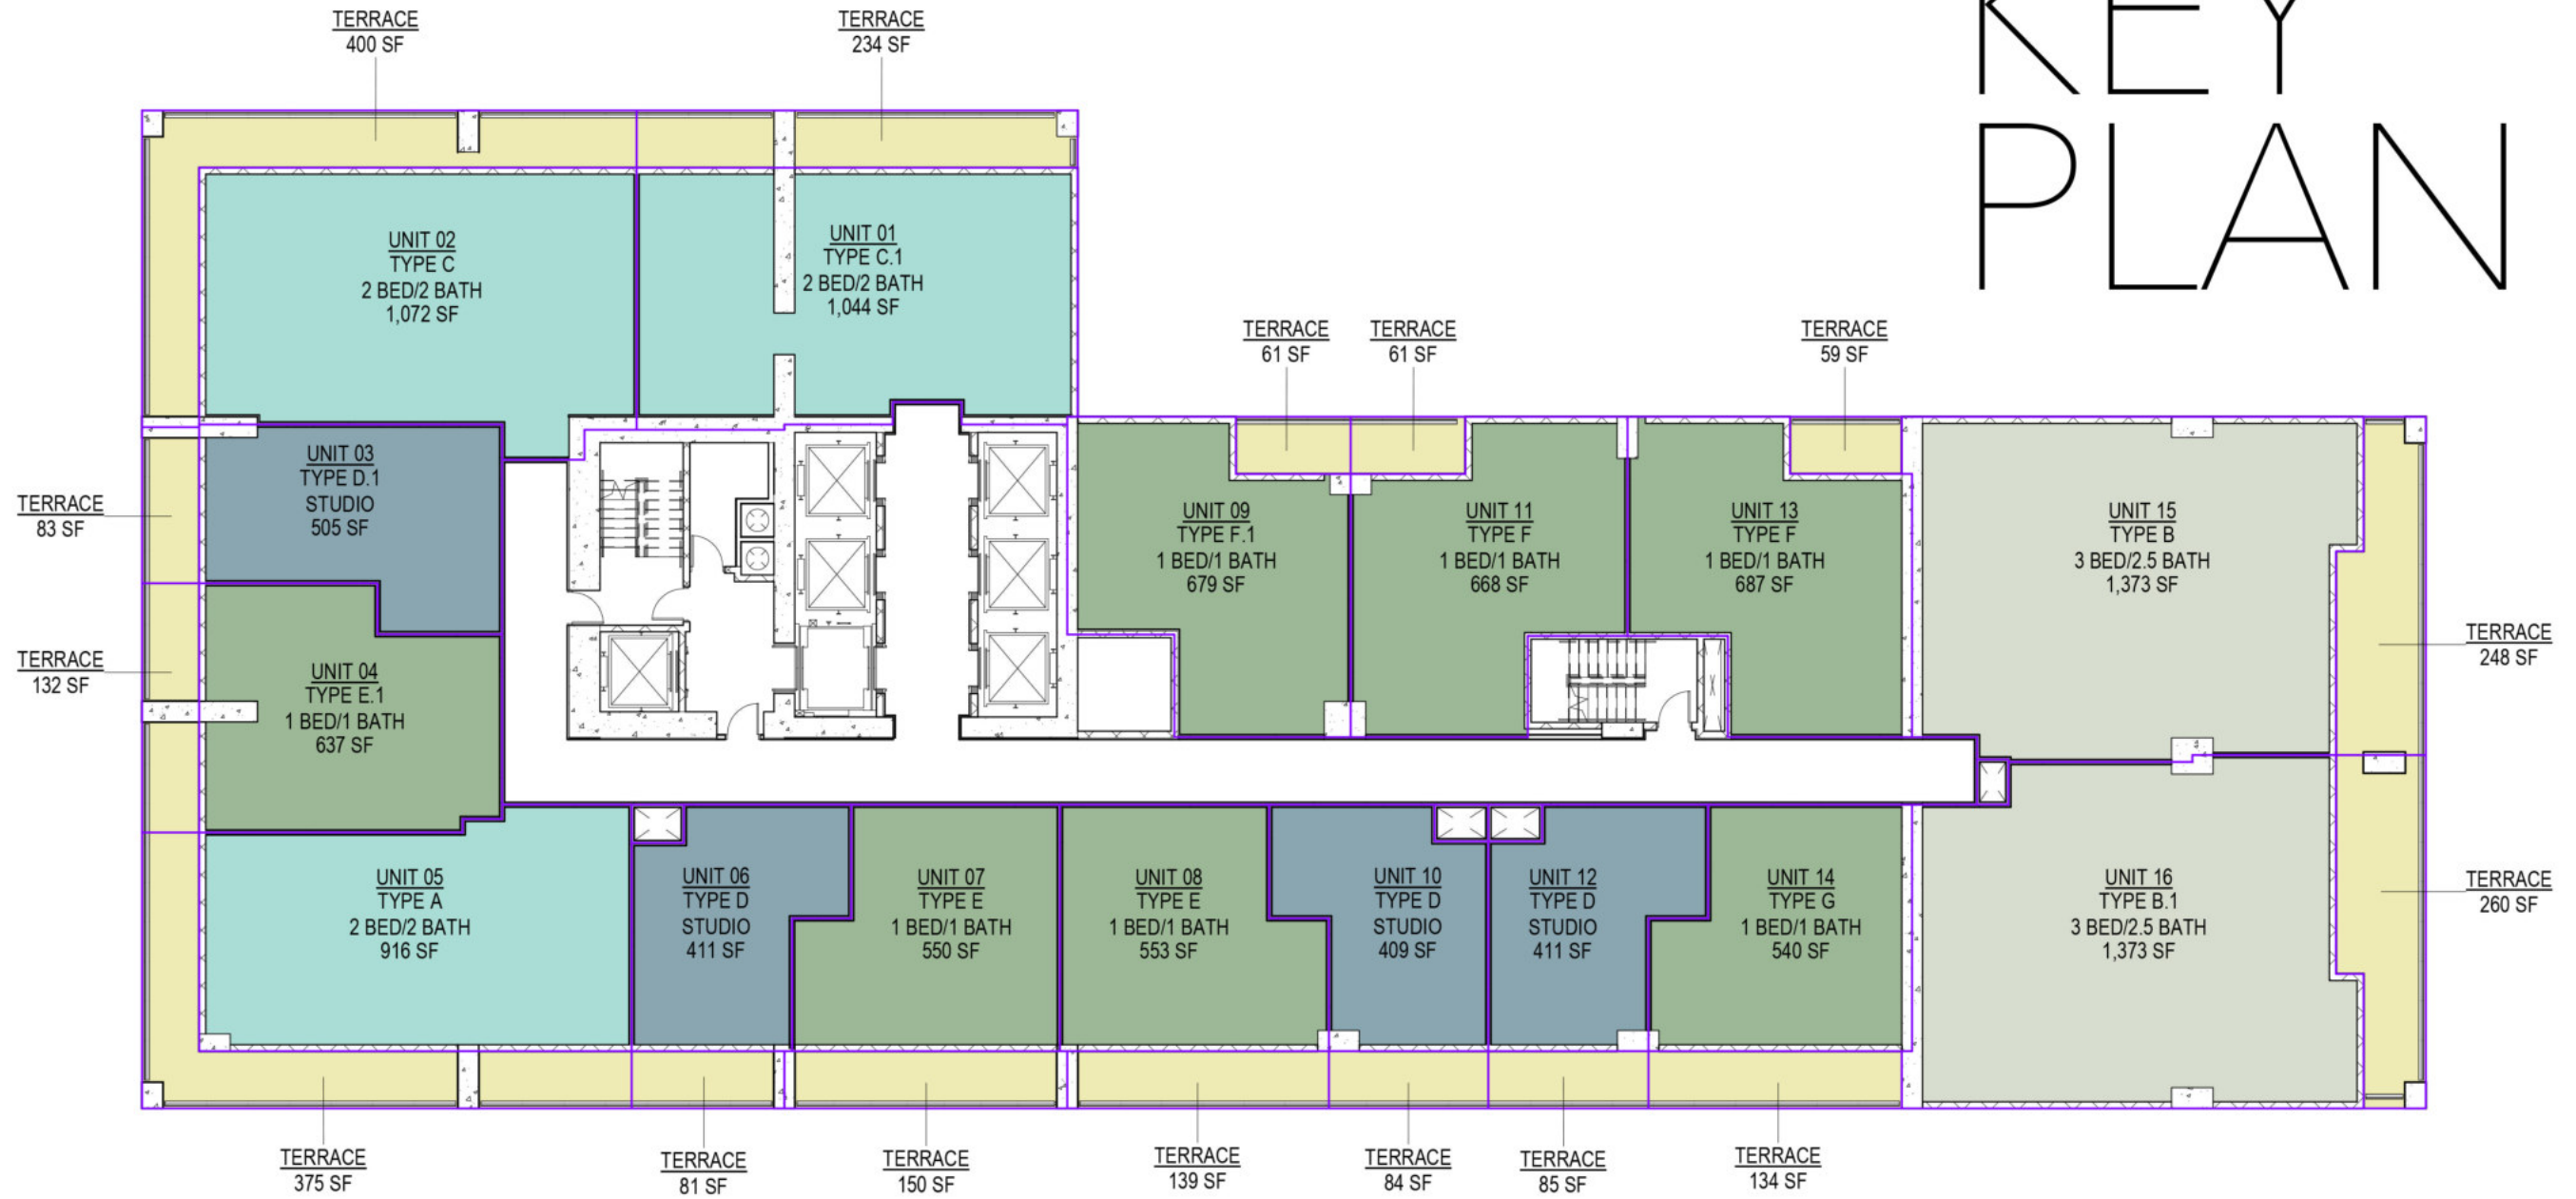 KEY
PLAN
TERRACE
400 SF
TERRACE
234 SF
UNIT 02
TYPE C
2 BED/2 BATH
1,072 SF
UNIT 01
TYPE C.1
2 BED/2 BATH
1,044 SF
TERRACE
61 SF
TERRACE
61 SF
TERRACE
59 SF
TERRACE
83 SF
UNIT 03
TYPE D.1
STUDIO
505 SF
UNIT 09
TYPE F.1
1 BED/1 BATH
679 SF
UNIT 11
TYPE F
1 BED/1 BATH
668 SF
UNIT 13
TYPE F
1 BED/1 BATH
687 SF
UNIT 15
TYPE B
3 BED/2.5 BATH
1,373 SF
TERRACE
248 SF
TERRACE
132 SF
UNIT 04
TYPE E.1
1 BED/1 BATH
637 SF
UNIT 05
TYPE A
2 BED/2 BATH
916 SF
UNIT 06
TYPE D
STUDIO
411 SF
UNIT 07
TYPE E
1 BED/1 BATH
550 SF
UNIT 08
TYPE E
1 BED/1 BATH
553 SF
UNIT 10
TYPE D
STUDIO
409 SF
UNIT 12
TYPE D
STUDIO
411 SF
UNIT 14
TYPE G
1 BED/1 BATH
540 SF
UNIT 16
TYPE B.1
3 BED/2.5 BATH
1,373 SF
TERRACE
260 SF
TERRACE
375 SF
TERRACE
81 SF
TERRACE
150 SF
TERRACE
139 SF
TERRACE
84 SF
TERRACE
85 SF
TERRACE
134 SF